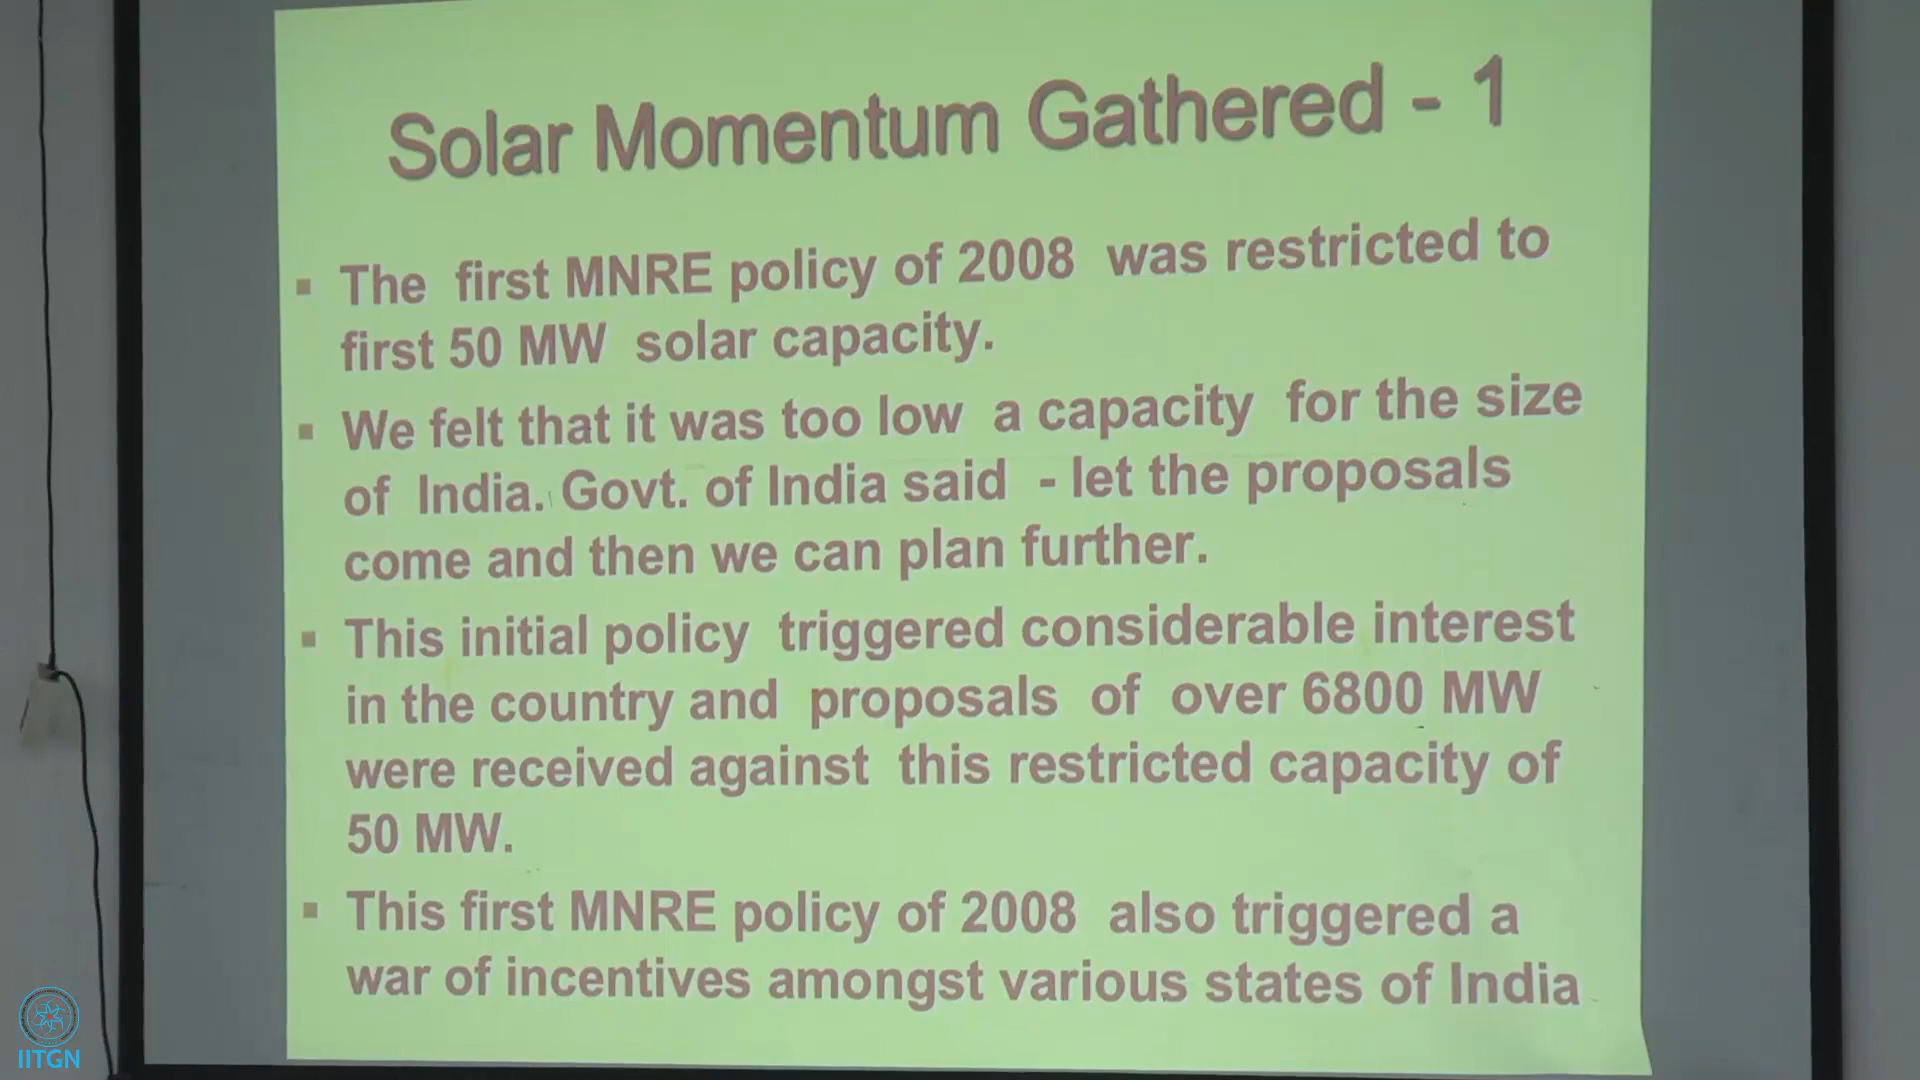 Solar Momentum Gathered - 1
▪ The first MNRE policy of 2008 was restricted to
first 50 MW solar capacity.
▪ We felt that it was too low a capacity for the size
of India. Govt. of India said - let the proposals
come and then we can plan further.
▪ This initial policy triggered considerable interest
in the country and proposals of over 6800 MW
were received against this restricted capacity of
50 MW.
▪ This first MNRE policy of 2008 also triggered a
war of incentives amongst various states of India
IITGN